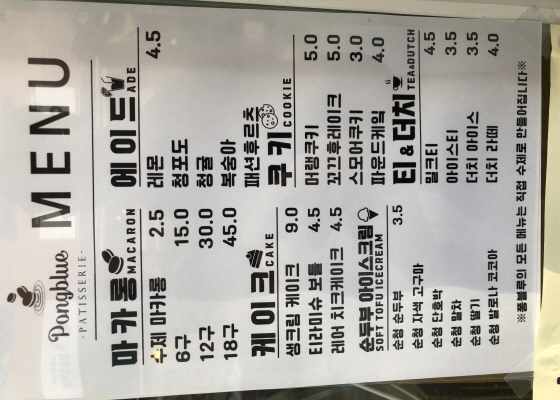 Pongblue
·PATISSERIE·
MENU
마카롱 MACARON
수제 마카롱 2.5
6구 15.0
12구 30.0
18구 45.0
케이크 CAKE
생크림 케이크 9.0
티라미슈 보틀 4.5
레어 치크케이크 4.5
순두부 아이스크림
SOFT TOFU ICECREAM
순청 순두부 3.5
순청 자색 고구마
순청 단호박
순청 말차
순청 딸기
순청 발로나 코코아
에이드 ADE
레몬 4.5
청포도
청귤
복숭아
패션후르츠
쿠키 COOKIE
머랭쿠키 5.0
꼬끄후레이크 5.0
스모어쿠키 3.0
파운드케잌 4.0
티 & 더치 TEA&DUTCH
밀크티 4.5
아이스티 3.5
더치 아이스 3.5
더치 라떼 4.0
※퐁블루의 모든 메뉴는 직접 수제로 만들어집니다※